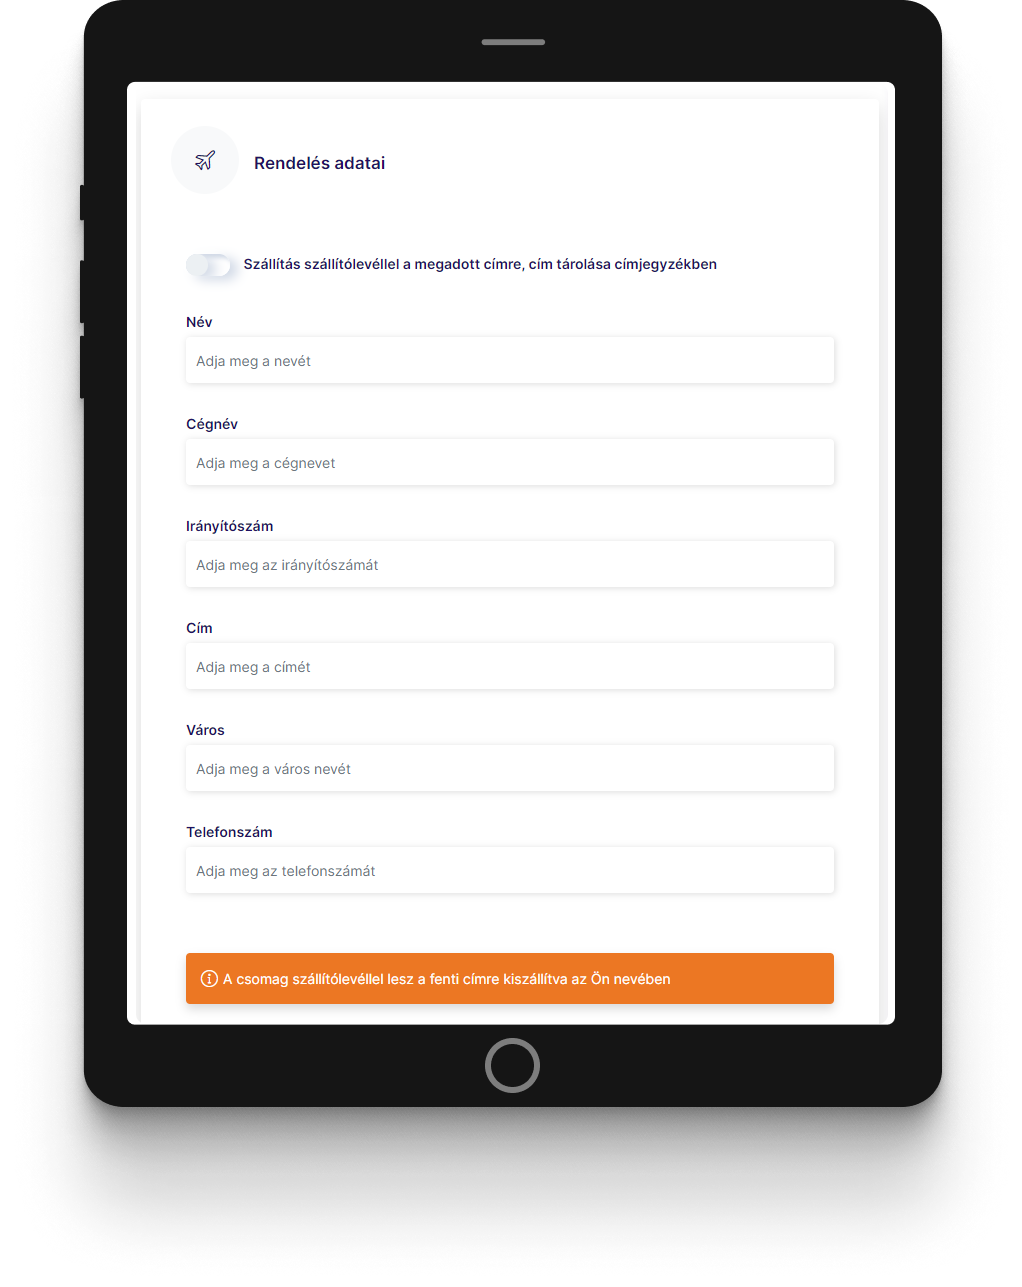 Rendelés adatai
Szállítás szállítólevéllel a megadott címre, cím tárolása címjegyzékben
Név
Adja meg a nevét
Cégnév
Adja meg a cégnevet
Irányítószám
Adja meg az irányítószámát
Cím
Adja meg a címét
Város
Adja meg a város nevét
Telefonszám
Adja meg az telefonszámát
A csomag szállítólevéllel lesz a fenti címre kiszállítva az Ön nevében